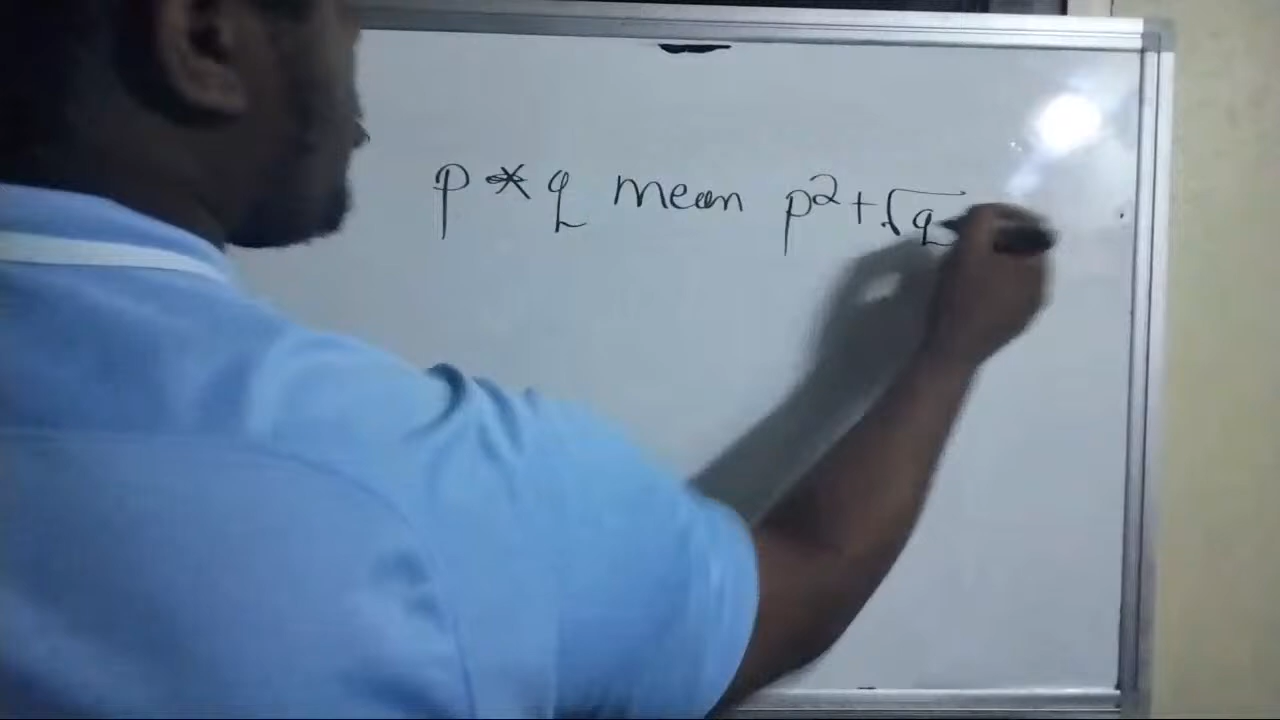 p * q mean p² + √q